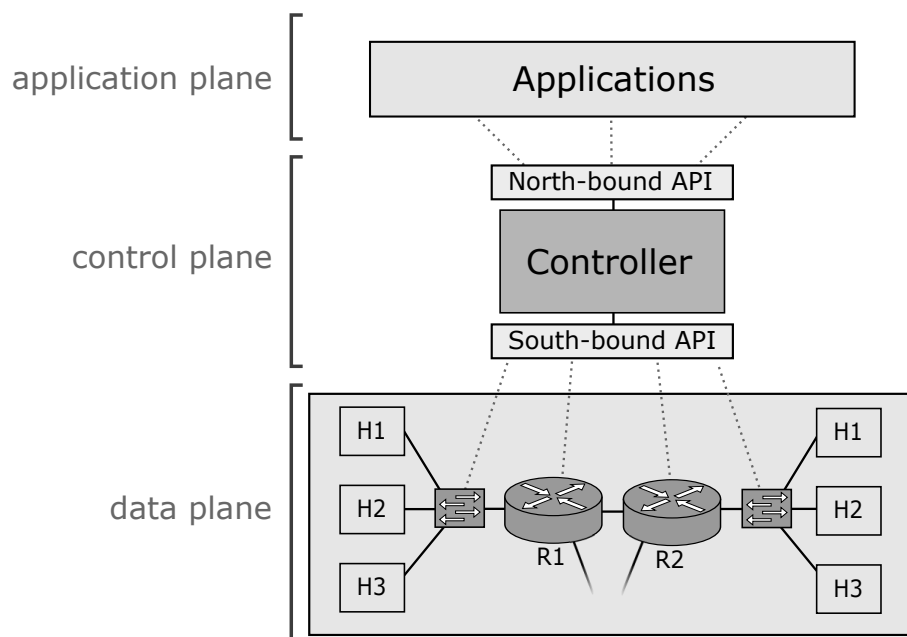 application plane
Applications
North-bound API
control plane
Controller
South-bound API
data plane
H1
H2
H3
R1
R2
H1
H2
H3